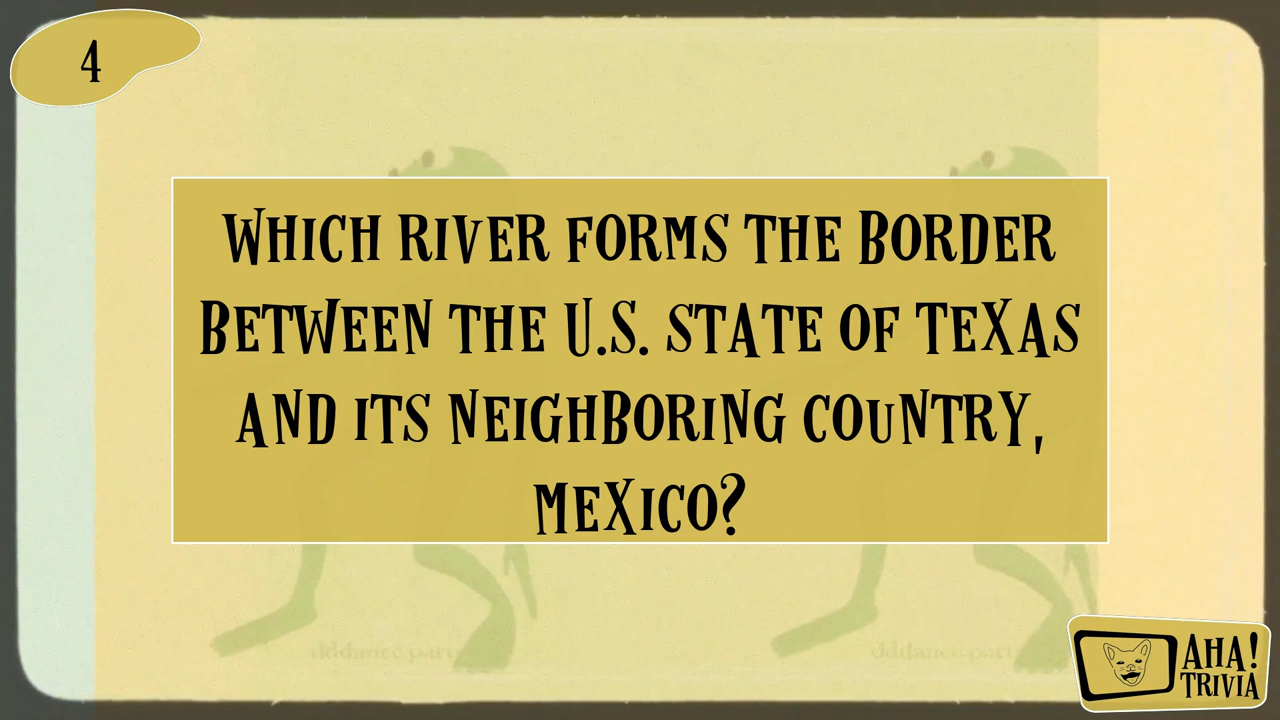 4
WHICH RIVER FORMS THE BORDER
BETWEEN THE U.S. STATE OF TEXAS
AND ITS NEIGHBORING COUNTRY,
MEXICO?
AHA!
TRIVIA